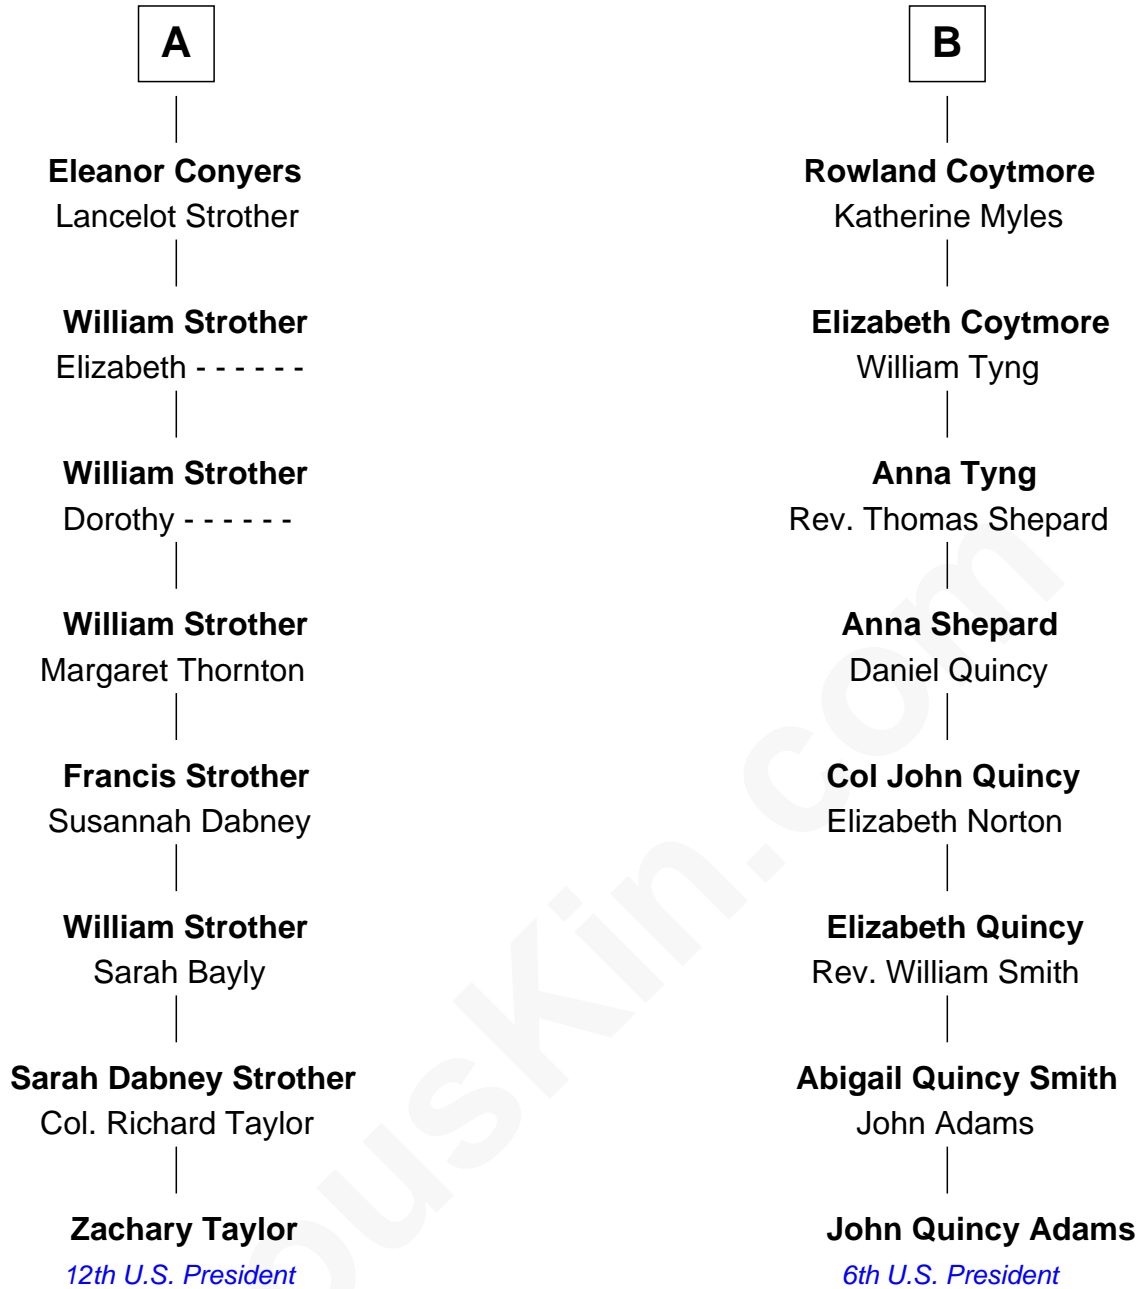 A
Eleanor Conyers
Lancelot Strother
William Strother
Elizabeth - - - - - -
William Strother
Dorothy - - - - - -
William Strother
Margaret Thornton
Francis Strother
Susannah Dabney
William Strother
Sarah Bayly
Sarah Dabney Strother
Col. Richard Taylor
Zachary Taylor
12th U.S. President
B
Rowland Coytmore
Katherine Myles
Elizabeth Coytmore
William Tyng
Anna Tyng
Rev. Thomas Shepard
Anna Shepard
Daniel Quincy
Col John Quincy
Elizabeth Norton
Elizabeth Quincy
Rev. William Smith
Abigail Quincy Smith
John Adams
John Quincy Adams
6th U.S. President
ousKin.com